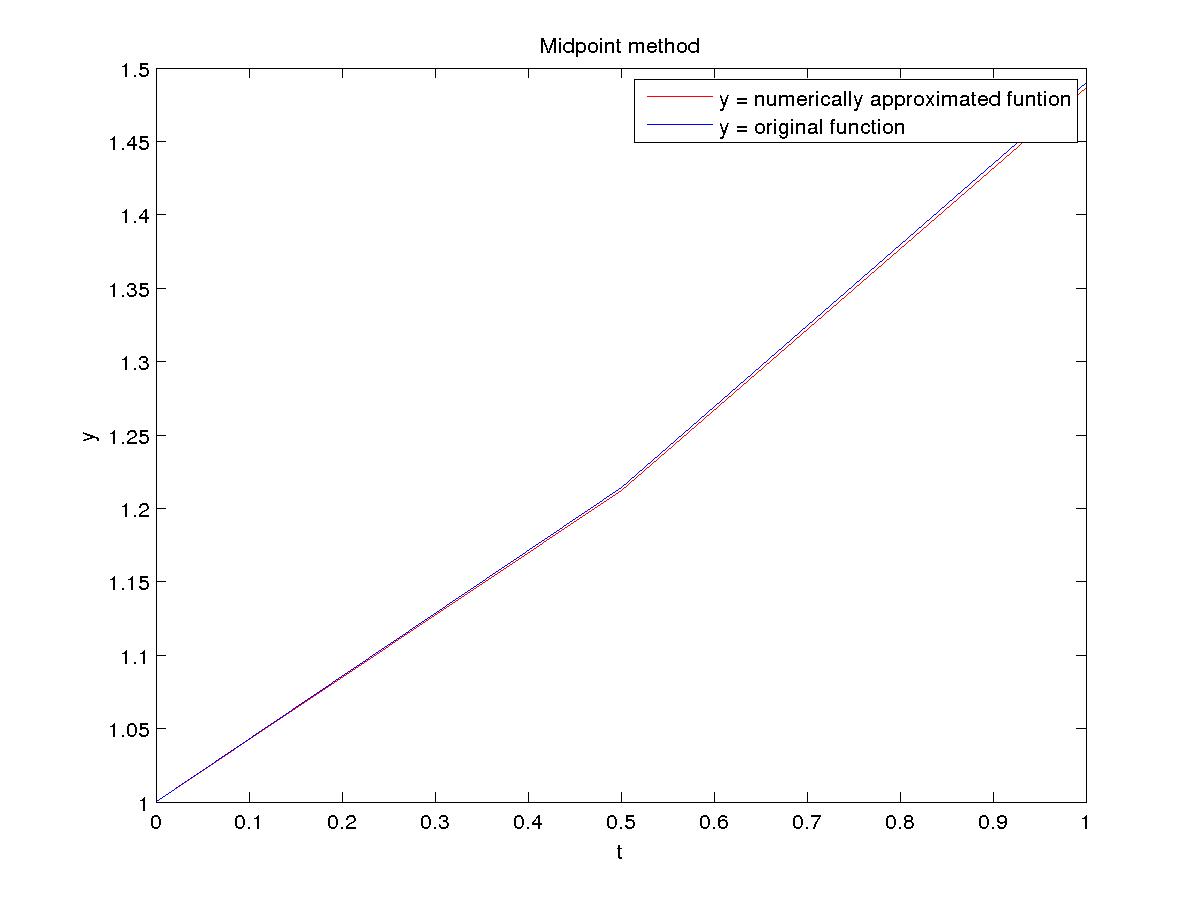 Midpoint method
1.5
y = numerically approximated funtion
y = original function
1.45
1.4
1.35
1.3
1.25
y
1.2
1.15
1.1
1.05
1
0 0.1 0.2 0.3 0.4 0.5 0.6 0.7 0.8 0.9 1
t